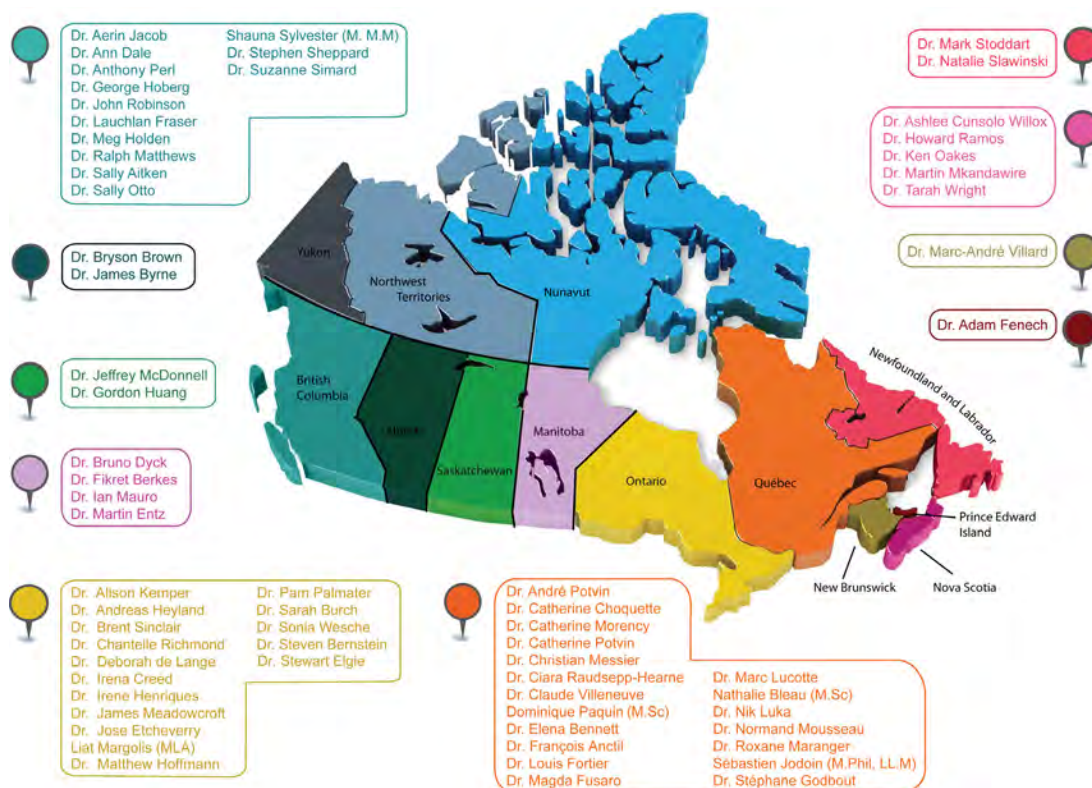 Dr. Aerin Jacob
Dr. Ann Dale
Dr. Anthony Perl
Dr. George Hoberg
Dr. John Robinson
Dr. Lauchlan Fraser
Dr. Meg Holden
Dr. Ralph Matthews
Dr. Sally Aitken
Dr. Sally Otto
Shauna Sylvester (M. M.M)
Dr. Stephen Sheppard
Dr. Suzanne Simard
Dr. Mark Stoddart
Dr. Natalie Slawinski
Dr. Ashlee Cunsolo Willox
Dr. Howard Ramos
Dr. Ken Oakes
Dr. Martin Mkandawire
Dr. Tarah Wright
Dr. Bryson Brown
Dr. James Byrne
Dr. Marc-André Villard
Dr. Adam Fenech
Dr. Jeffrey McDonnell
Dr. Gordon Huang
Dr. Bruno Dyck
Dr. Fikret Berkes
Dr. Ian Mauro
Dr. Martin Entz
Yukon
Northwest
Territories
Nunavut
British
Columbia
Alberta
Saskatchewan
Manitoba
Ontario
Québec
Newfoundland and Labrador
Prince Edward
Island
New Brunswick
Nova Scotia
Dr. Alison Kemper
Dr. Andreas Heyland
Dr. Brent Sinclair
Dr. Chantelle Richmond
Dr. Deborah de Lange
Dr. Irena Creed
Dr. Irene Henriques
Dr. James Meadowcroft
Dr. Jose Etcheverry
Liat Margolis (MLA)
Dr. Matthew Hoffmann
Dr. Pam Palmater
Dr. Sarah Burch
Dr. Sonia Wesche
Dr. Steven Bernstein
Dr. Stewart Elgie
Dr. André Potvin
Dr. Catherine Choquette
Dr. Catherine Morency
Dr. Catherine Potvin
Dr. Christian Messier
Dr. Ciara Raudsepp-Hearne
Dr. Claude Villeneuve
Dominique Paquin (M.Sc)
Dr. Elena Bennett
Dr. François Anctil
Dr. Louis Fortier
Dr. Magda Fusaro
Dr. Marc Lucotte
Nathalie Bleau (M.Sc)
Dr. Nik Luka
Dr. Normand Mousseau
Dr. Roxane Maranger
Sébastien Jodoin (M.Phil, LL.M)
Dr. Stéphane Godbout